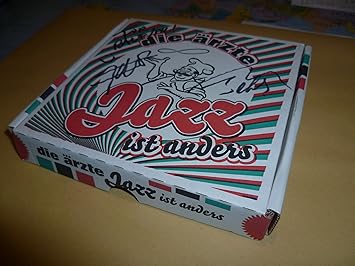 die ärzte
Jazz
ist anders
die ärzte Jazz ist anders